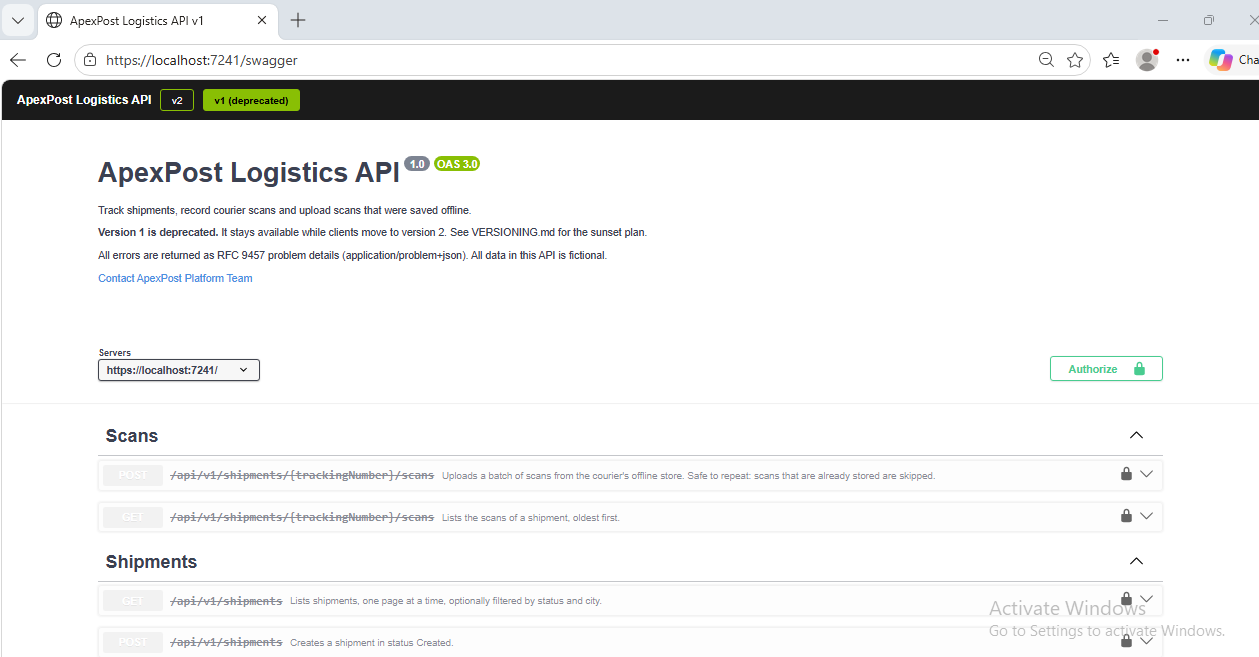 ApexPost Logistics API v1
https://localhost:7241/swagger
Cha
ApexPost Logistics API v2 v1 (deprecated)
ApexPost Logistics API 1.0 OAS 3.0
Track shipments, record courier scans and upload scans that were saved offline.
Version 1 is deprecated. It stays available while clients move to version 2. See VERSIONING.md for the sunset plan.
All errors are returned as RFC 9457 problem details (application/problem+json). All data in this API is fictional.
Contact ApexPost Platform Team
Servers
https://localhost:7241/
Authorize
Scans
POST /api/v1/shipments/{trackingNumber}/scans Uploads a batch of scans from the courier's offline store. Safe to repeat: scans that are already stored are skipped.
GET /api/v1/shipments/{trackingNumber}/scans Lists the scans of a shipment, oldest first.
Shipments
GET /api/v1/shipments Lists shipments, one page at a time, optionally filtered by status and city.
Activate Windows
Go to Settings to activate Windows.
POST /api/v1/shipments Creates a shipment in status Created.